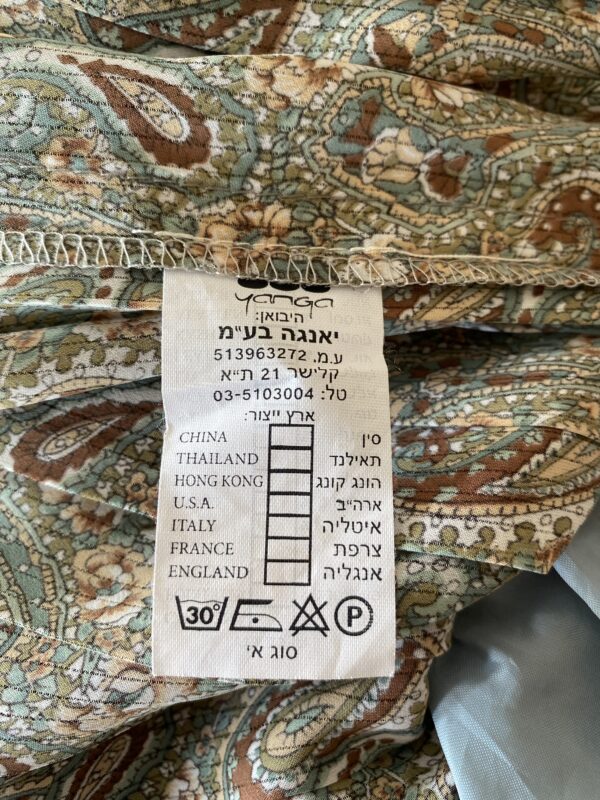 yanga
היבואן:
יאנגה בע"מ
ע.מ. 513963272
קלישר 21 ת"א
טל: 03-5103004
ארץ ייצור:
CHINA סין
THAILAND תאילנד
HONG KONG הונג קונג
U.S.A. ארה"ב
ITALY איטליה
FRANCE צרפת
ENGLAND אנגליה
30° P
סוג א'